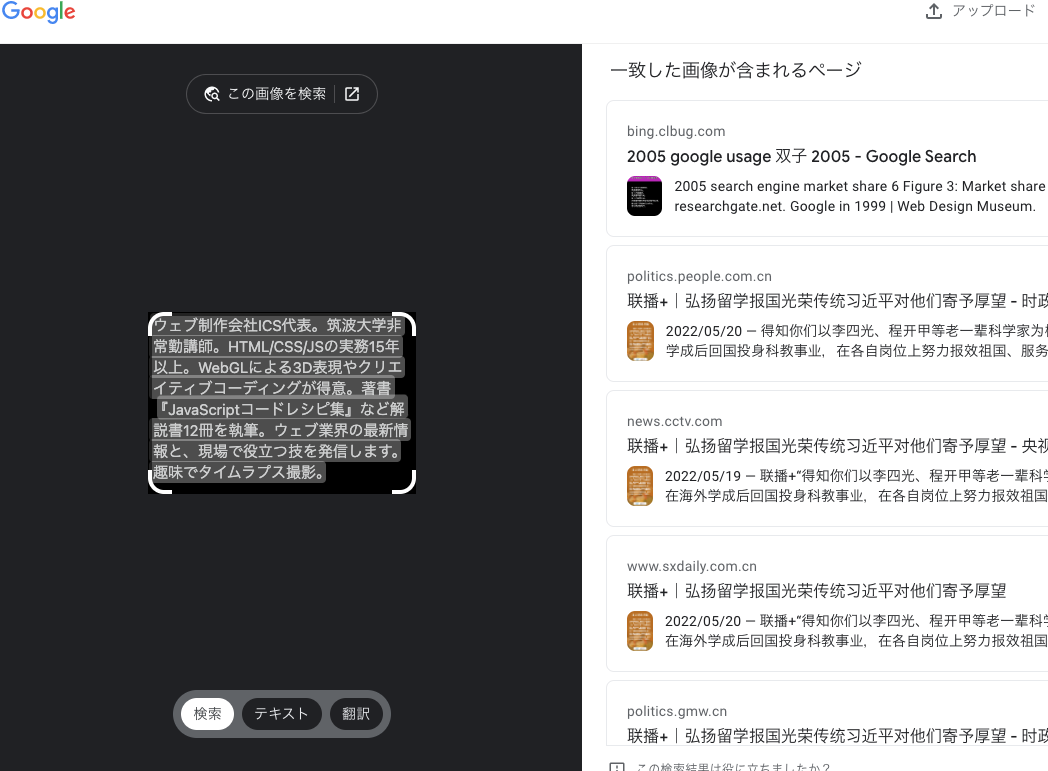 Google
アップロード
この画像を検索
ウェブ制作会社ICS代表。筑波大学非
常勤講師。HTML/CSS/JSの実務15年
以上。WebGLによる3D表現やクリエ
イティブコーディングが得意。著書
『JavaScriptコードレシピ集』など解
説書12冊を執筆。ウェブ業界の最新情
報と、現場で役立つ技を発信します。
趣味でタイムラプス撮影。
検索
テキスト
翻訳
一致した画像が含まれるページ
bing.clbug.com
2005 google usage 双子 2005 - Google Search
2005 search engine market share 6 Figure 3: Market share
researchgate.net. Google in 1999 | Web Design Museum.
politics.people.com.cn
联播+｜弘扬留学报国光荣传统习近平对他们寄予厚望 - 时政
2022/05/20 — 得知你们以李四光、程开甲等老一辈科学家为榜
学成后回国投身科教事业，在各自岗位上努力报效祖国、服务
news.cctv.com
联播+｜弘扬留学报国光荣传统习近平对他们寄予厚望 - 央视
2022/05/19 — 联播+“得知你们以李四光、程开甲等老一辈科学
在海外学成后回国投身科教事业，在各自岗位上努力报效祖国
www.sxdaily.com.cn
联播+｜弘扬留学报国光荣传统习近平对他们寄予厚望
2022/05/20 — 联播+“得知你们以李四光、程开甲等老一辈科学
在海外学成后回国投身科教事业，在各自岗位上努力报效祖国
politics.gmw.cn
联播+｜弘扬留学报国光荣传统习近平对他们寄予厚望 - 时政
この検索結果は役に立ちましたか？